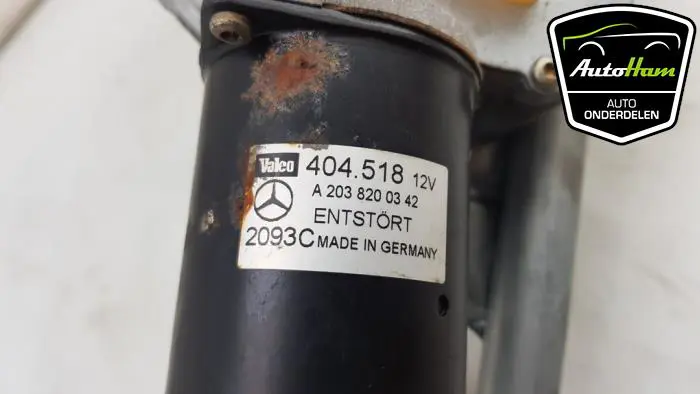 AutoHam
AUTO
ONDERDELEN
Valeo 404.518 12V
A 203 820 03 42
ENTSTÖRT
2093C MADE IN GERMANY